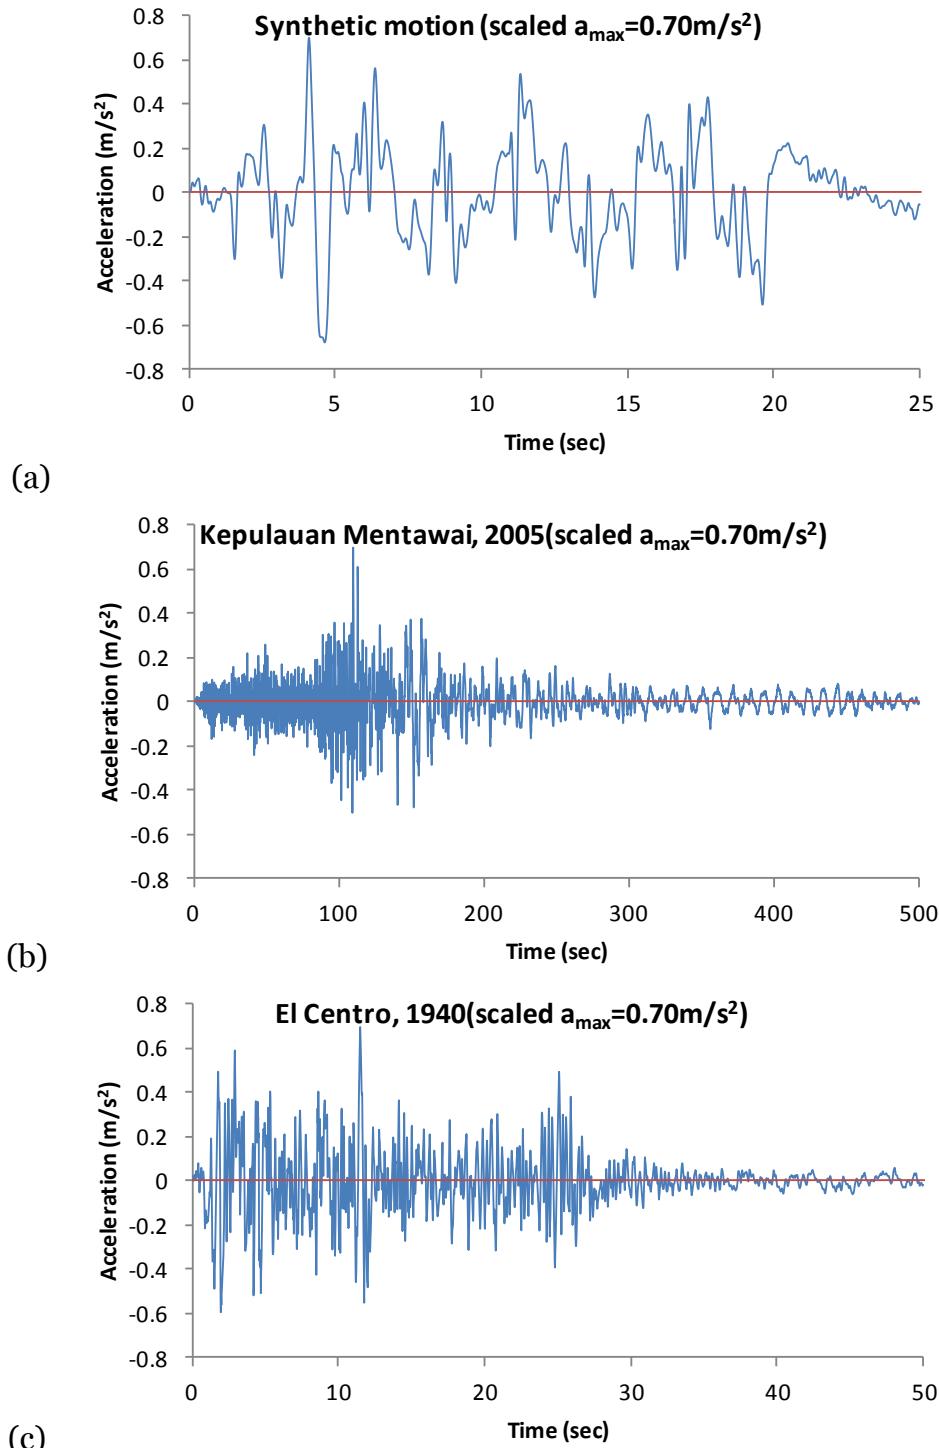 Synthetic motion (scaled amax=0.70m/s²)
Acceleration (m/s²)
0.8
0.6
0.4
0.2
0
-0.2
-0.4
-0.6
-0.8
0 5 10 15 20 25
Time (sec)
(a)
Kepulauan Mentawai, 2005(scaled amax=0.70m/s²)
Acceleration (m/s²)
0.8
0.6
0.4
0.2
0
-0.2
-0.4
-0.6
-0.8
0 100 200 300 400 500
Time (sec)
(b)
El Centro, 1940(scaled amax=0.70m/s²)
Acceleration (m/s²)
0.8
0.6
0.4
0.2
0
-0.2
-0.4
-0.6
-0.8
0 10 20 30 40 50
Time (sec)
(c)